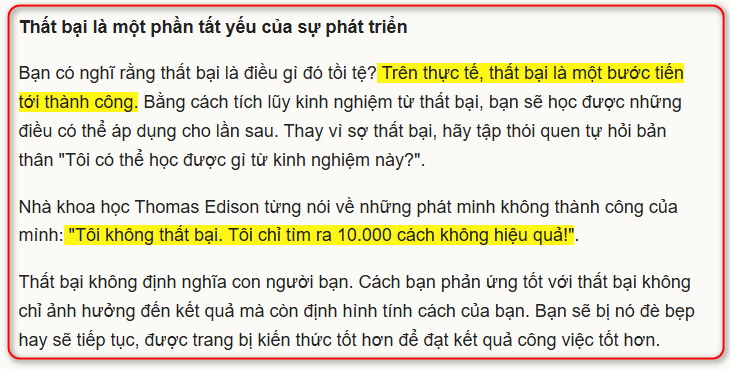 Thất bại là một phần tất yếu của sự phát triển
Bạn có nghĩ rằng thất bại là điều gì đó tồi tệ? Trên thực tế, thất bại là một bước tiến
tới thành công. Bằng cách tích lũy kinh nghiệm từ thất bại, bạn sẽ học được những
điều có thể áp dụng cho lần sau. Thay vì sợ thất bại, hãy tập thói quen tự hỏi bản
thân "Tôi có thể học được gì từ kinh nghiệm này?".
Nhà khoa học Thomas Edison từng nói về những phát minh không thành công của
mình: "Tôi không thất bại. Tôi chỉ tìm ra 10.000 cách không hiệu quả!".
Thất bại không định nghĩa con người bạn. Cách bạn phản ứng tốt với thất bại không
chỉ ảnh hưởng đến kết quả mà còn định hình tính cách của bạn. Bạn sẽ bị nó đè bẹp
hay sẽ tiếp tục, được trang bị kiến thức tốt hơn để đạt kết quả công việc tốt hơn.